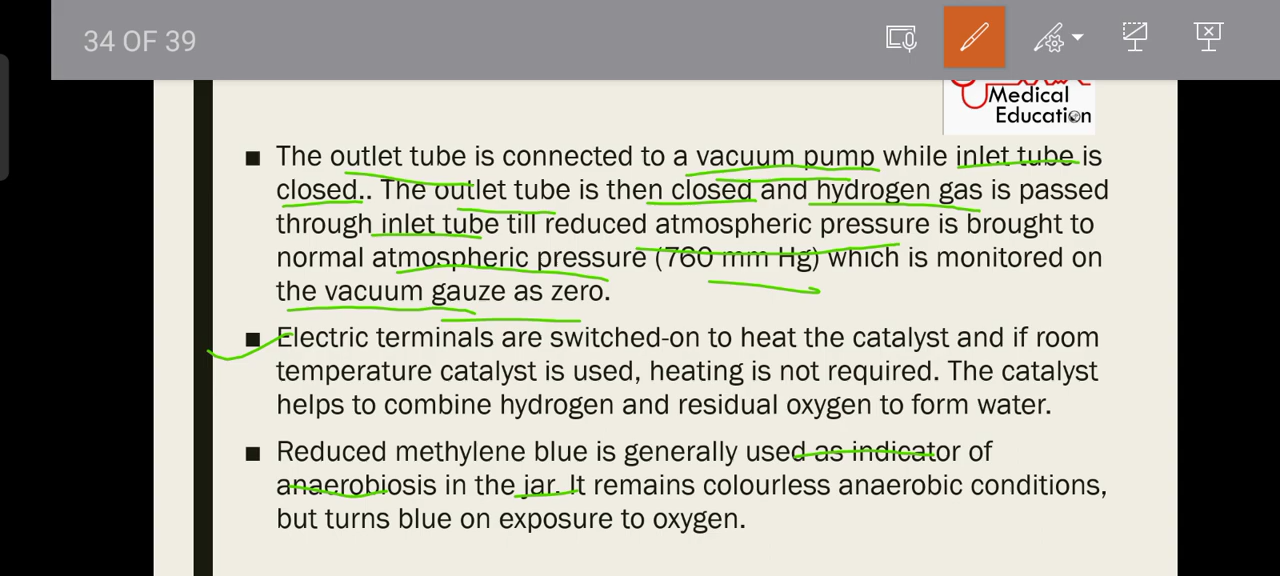 34 OF 39
Medical
Education
■ The outlet tube is connected to a vacuum pump while inlet tube is
closed.. The outlet tube is then closed and hydrogen gas is passed
through inlet tube till reduced atmospheric pressure is brought to
normal atmospheric pressure (760 mm Hg) which is monitored on
the vacuum gauze as zero.
■ Electric terminals are switched-on to heat the catalyst and if room
temperature catalyst is used, heating is not required. The catalyst
helps to combine hydrogen and residual oxygen to form water.
■ Reduced methylene blue is generally used as indicator of
anaerobiosis in the jar. It remains colourless anaerobic conditions,
but turns blue on exposure to oxygen.